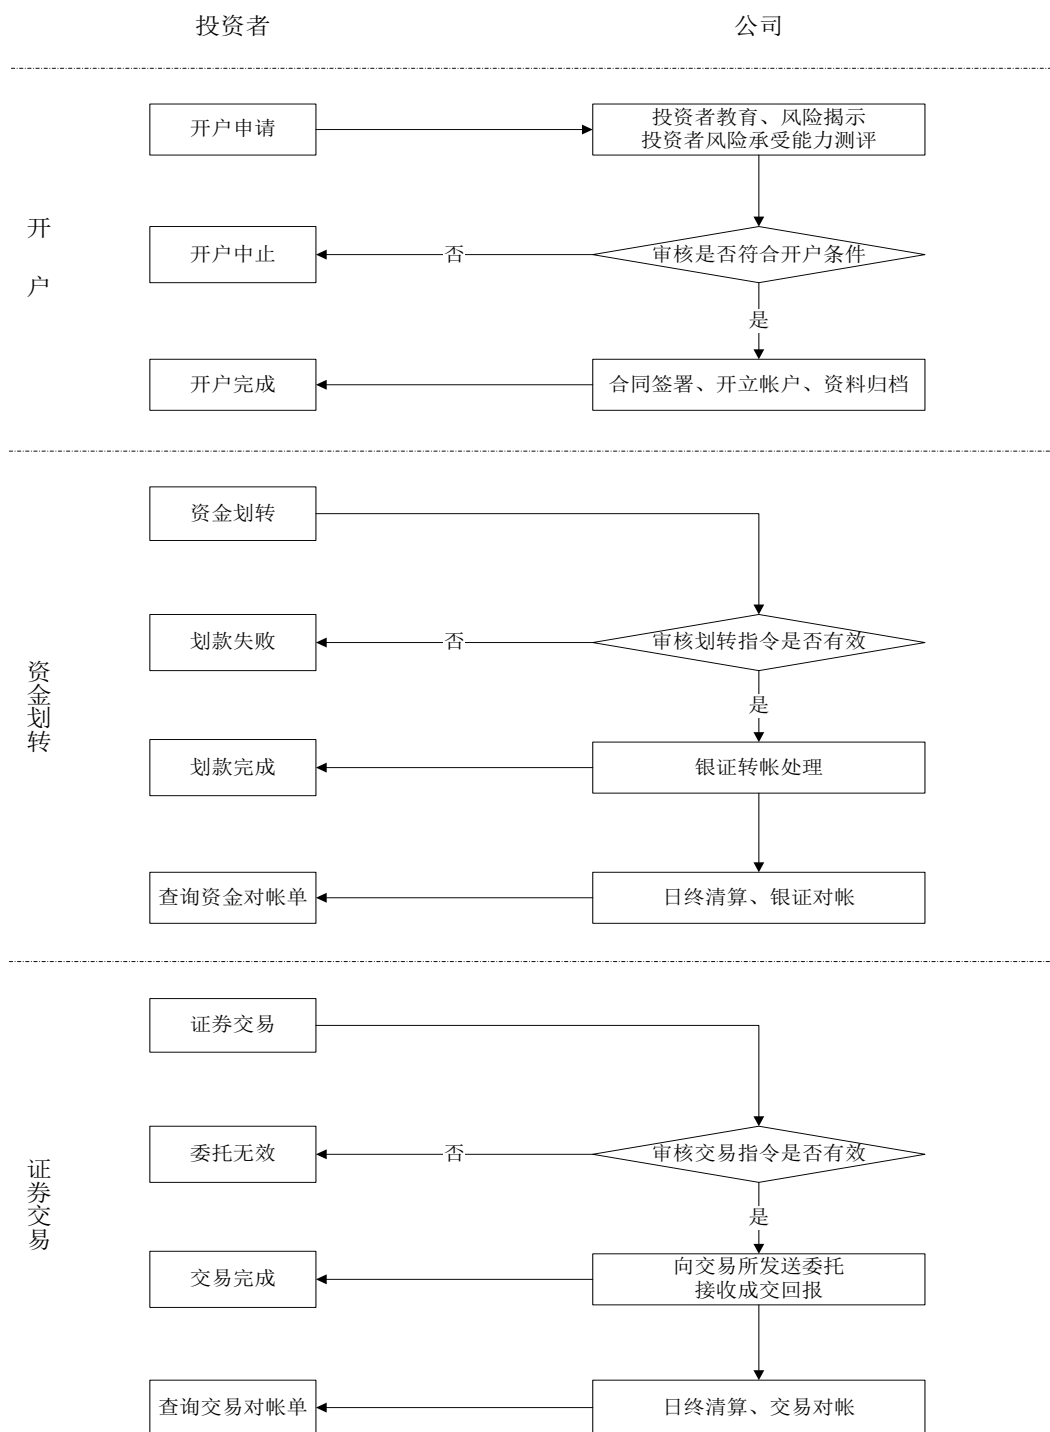 投资者
公司
开户申请
投资者教育、风险揭示
投资者风险承受能力测评
开
户
开户中止
否
审核是否符合开户条件
是
开户完成
合同签署、开立帐户、资料归档
资金划转
资金划转
划款失败
否
审核划转指令是否有效
是
划款完成
银证转帐处理
查询资金对帐单
日终清算、银证对帐
证券交易
证券交易
委托无效
否
审核交易指令是否有效
是
交易完成
向交易所发送委托
接收成交回报
查询交易对帐单
日终清算、交易对帐